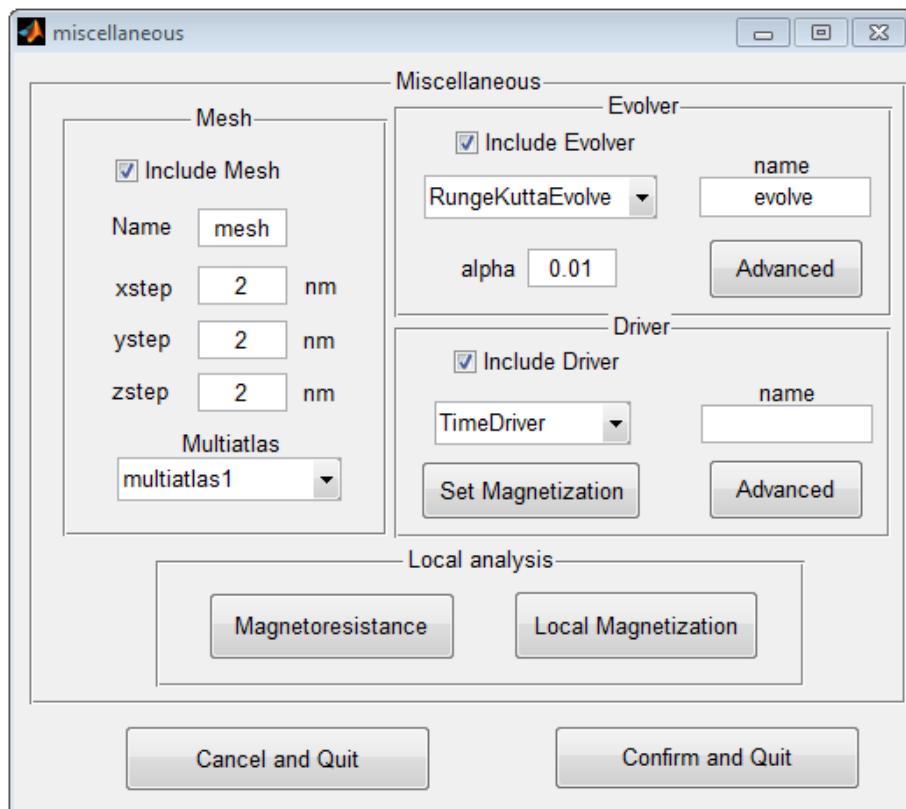 miscellaneous
Miscellaneous
Mesh
Include Mesh
Name mesh
xstep 2 nm
ystep 2 nm
zstep 2 nm
Multiatlas
multiatlas1
Evolver
Include Evolver
name
RungeKuttaEvolve evolve
alpha 0.01 Advanced
Driver
Include Driver
name
TimeDriver
Set Magnetization Advanced
Local analysis
Magnetoresistance Local Magnetization
Cancel and Quit Confirm and Quit